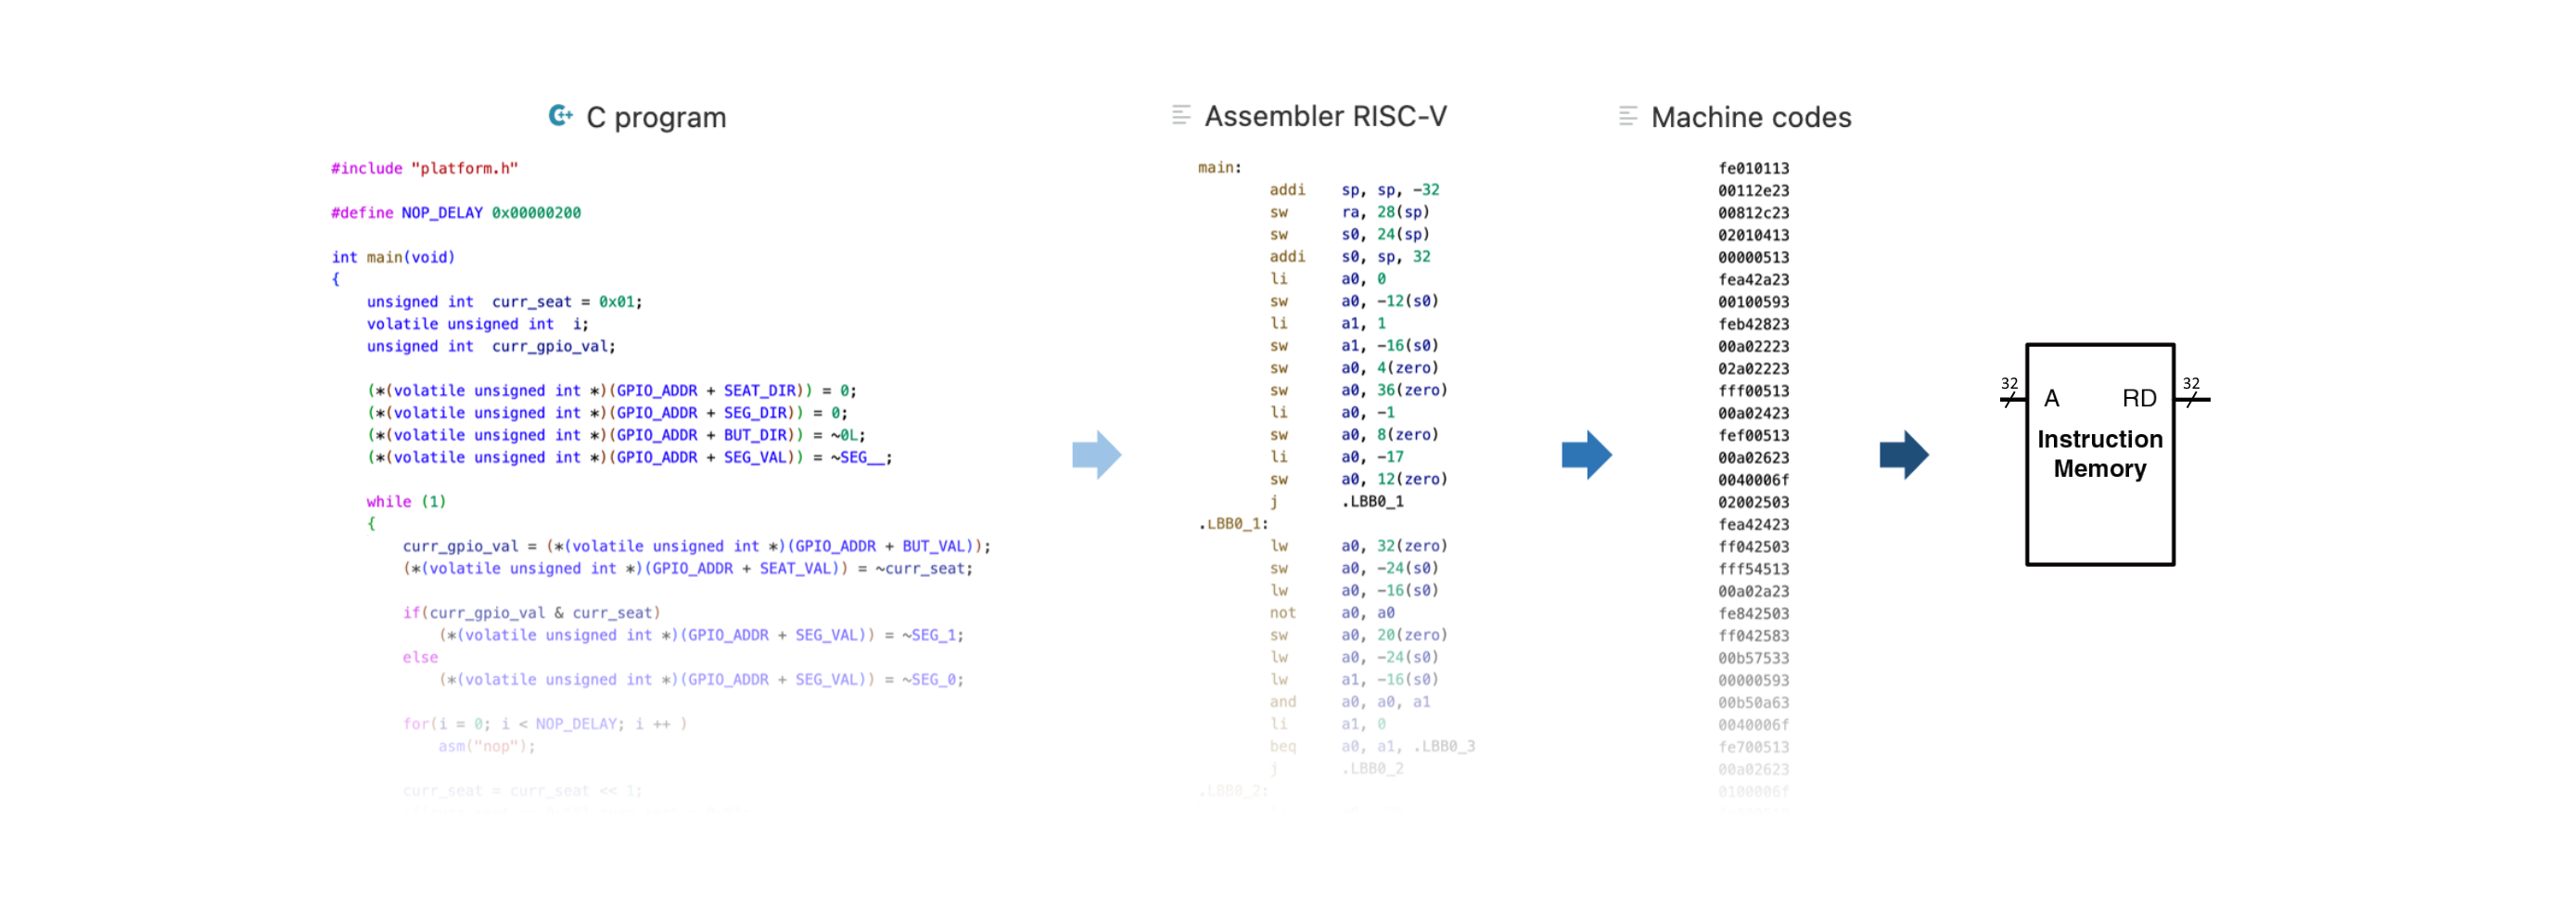 C program
#include "platform.h"
#define NOP_DELAY 0x00000200
int main(void)
{
unsigned int  curr_seat = 0x01;
volatile unsigned int  i;
unsigned int  curr_gpio_val;
(*(volatile unsigned int *)(GPIO_ADDR + SEAT_DIR)) = 0;
(*(volatile unsigned int *)(GPIO_ADDR + SEG_DIR)) = 0;
(*(volatile unsigned int *)(GPIO_ADDR + BUT_DIR)) = ~0L;
(*(volatile unsigned int *)(GPIO_ADDR + SEG_VAL)) = ~SEG__;
while (1)
{
curr_gpio_val = (*(volatile unsigned int *)(GPIO_ADDR + BUT_VAL));
(*(volatile unsigned int *)(GPIO_ADDR + SEAT_VAL)) = ~curr_seat;
if(curr_gpio_val & curr_seat)
(*(volatile unsigned int *)(GPIO_ADDR + SEG_VAL)) = ~SEG_1;
else
(*(volatile unsigned int *)(GPIO_ADDR + SEG_VAL)) = ~SEG_0;
for(i = 0; i < NOP_DELAY; i ++ )
asm("nop");
curr_seat = curr_seat << 1;
Assembler RISC-V
main:
addi sp, sp, -32
sw ra, 28(sp)
sw s0, 24(sp)
addi s0, sp, 32
li a0, 0
sw a0, -12(s0)
li a1, 1
sw a1, -16(s0)
sw a0, 4(zero)
sw a0, 36(zero)
li a0, -1
sw a0, 8(zero)
li a0, -17
sw a0, 12(zero)
j .LBB0_1
.LBB0_1:
lw a0, 32(zero)
sw a0, -24(s0)
lw a0, -16(s0)
not a0, a0
sw a0, 20(zero)
lw a0, -24(s0)
lw a1, -16(s0)
and a0, a0, a1
li a1, 0
beq a0, a1, .LBB0_3
j .LBB0_2
.LBB0_2:
Machine codes
fe010113
00112e23
00812c23
02010413
00000513
fea42a23
00100593
feb42823
00a02223
02a02223
fff00513
00a02423
fef00513
00a02623
0040006f
02002503
fea42423
ff042503
fff54513
00a02a23
fe842503
ff042583
00b57533
00000593
00b50a63
0040006f
fe700513
00a02623
0100006f
32
32
A RD
Instruction
Memory